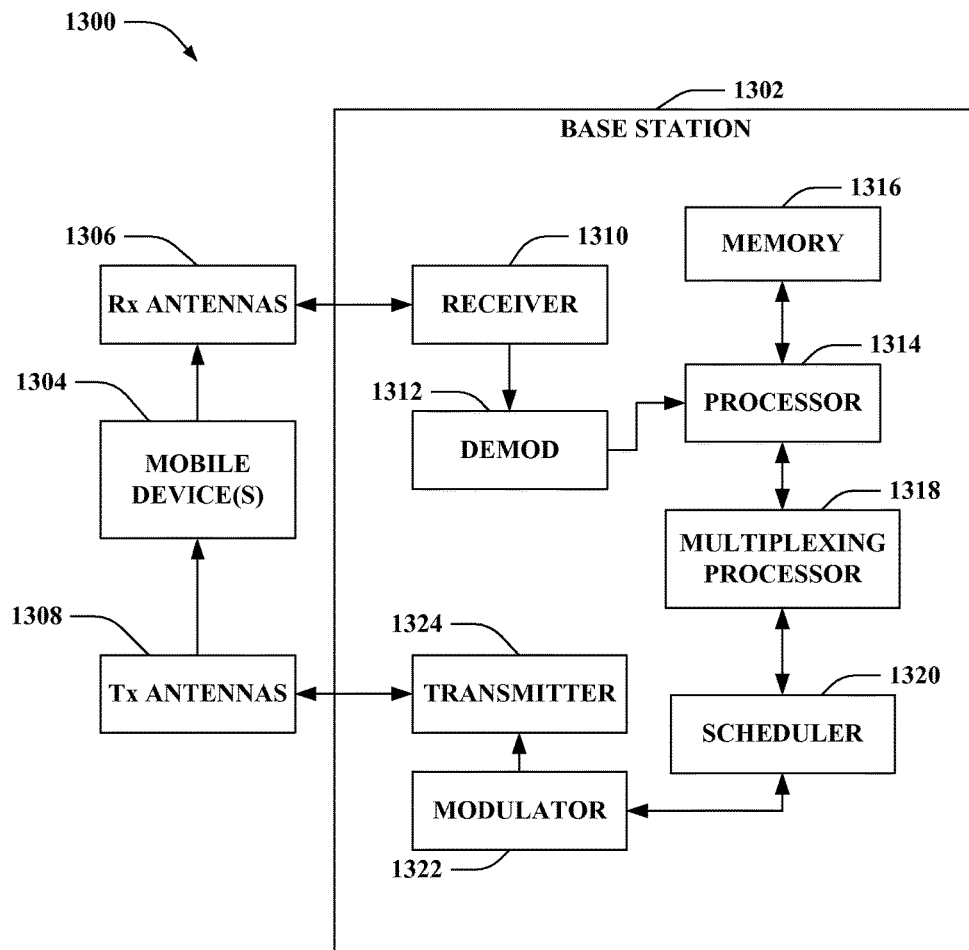 1300
1302
BASE STATION
1316
MEMORY
1306
Rx ANTENNAS
1310
RECEIVER
1314
PROCESSOR
1304
MOBILE
DEVICE(S)
1312
DEMOD
1318
MULTIPLEXING
PROCESSOR
1308
Tx ANTENNAS
1324
TRANSMITTER
1320
SCHEDULER
MODULATOR
1322